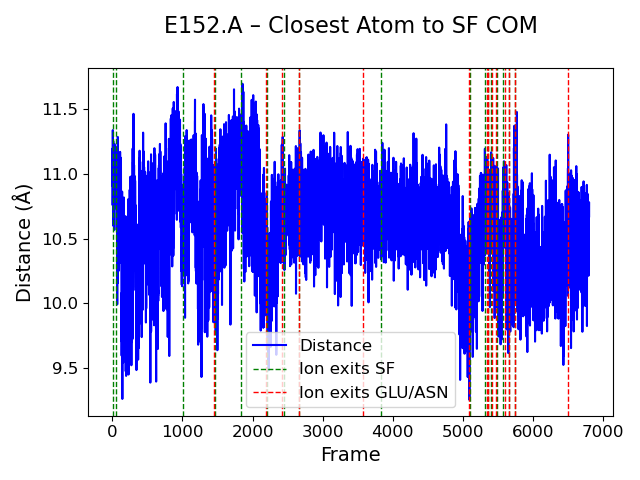 E152.A – Closest Atom to SF COM
11.5
11.0
10.5
10.0
9.5
Distance (Å)
Distance
Ion exits SF
Ion exits GLU/ASN
0 1000 2000 3000 4000 5000 6000 7000
Frame